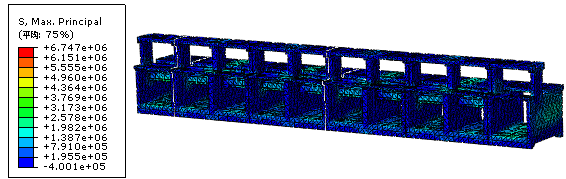 S, Max. Principal
(平均: 75%)
+6.747e+06
+6.151e+06
+5.555e+06
+4.960e+06
+4.364e+06
+3.769e+06
+3.173e+06
+2.578e+06
+1.982e+06
+1.387e+06
+7.910e+05
+1.955e+05
-4.001e+05